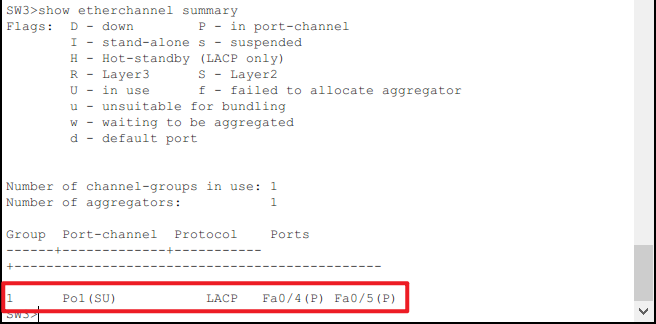 SW3>show etherchannel summary
Flags:  D - down        P - in port-channel
        I - stand-alone s - suspended
        H - Hot-standby (LACP only)
        R - Layer3      S - Layer2
        U - in use      f - failed to allocate aggregator
        u - unsuitable for bundling
        w - waiting to be aggregated
        d - default port
Number of channel-groups in use: 1
Number of aggregators:           1
Group  Port-channel  Protocol    Ports
------+-------------+-----------
+---------------------------------------------
1      Po1(SU)           LACP   Fa0/4(P) Fa0/5(P)
SW3>